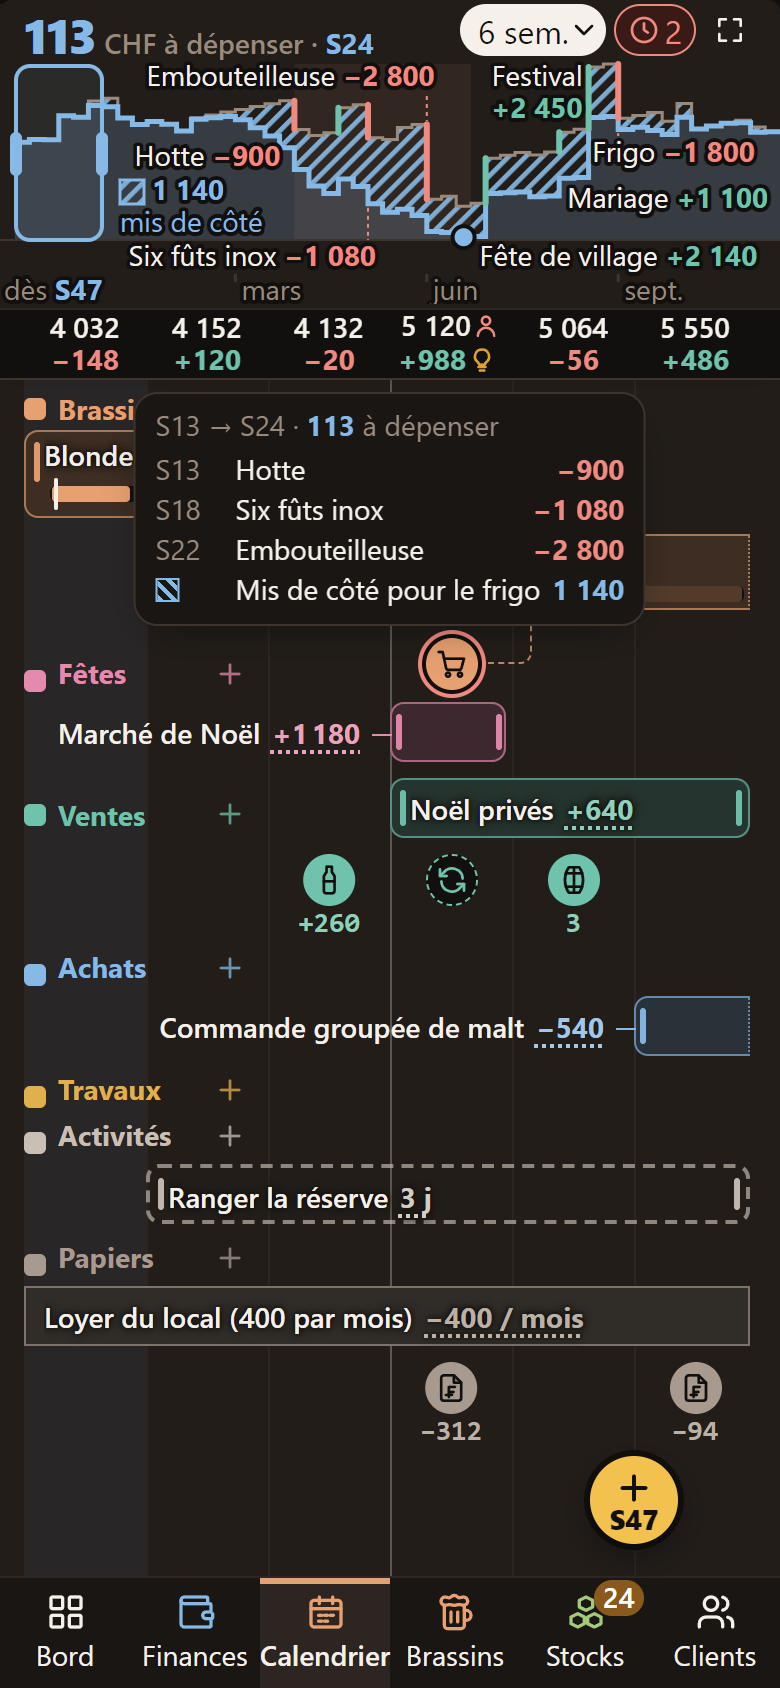 113 CHF à dépenser · S24
6 sem.
2
Embouteilleuse −2 800
Festival
+2 450
Hotte −900
Frigo −1 800
1 140
mis de côté
Mariage +1 100
Six fûts inox −1 080
Fête de village +2 140
dès S47
mars
juin
sept.
4 032 4 152 4 132 5 120 5 064 5 550
−148 +120 −20 +988 −56 +486
Brassi
Blonde
S13 → S24 · 113 à dépenser
S13 Hotte −900
S18 Six fûts inox −1 080
S22 Embouteilleuse −2 800
Mis de côté pour le frigo 1 140
Fêtes +
Marché de Noël +1 180
Ventes +
Noël privés +640
+260
3
Achats +
Commande groupée de malt −540
Travaux +
Activités +
Ranger la réserve 3 j
Papiers +
Loyer du local (400 par mois) −400 / mois
−312
−94
+
S47
24
Bord Finances Calendrier Brassins Stocks Clients